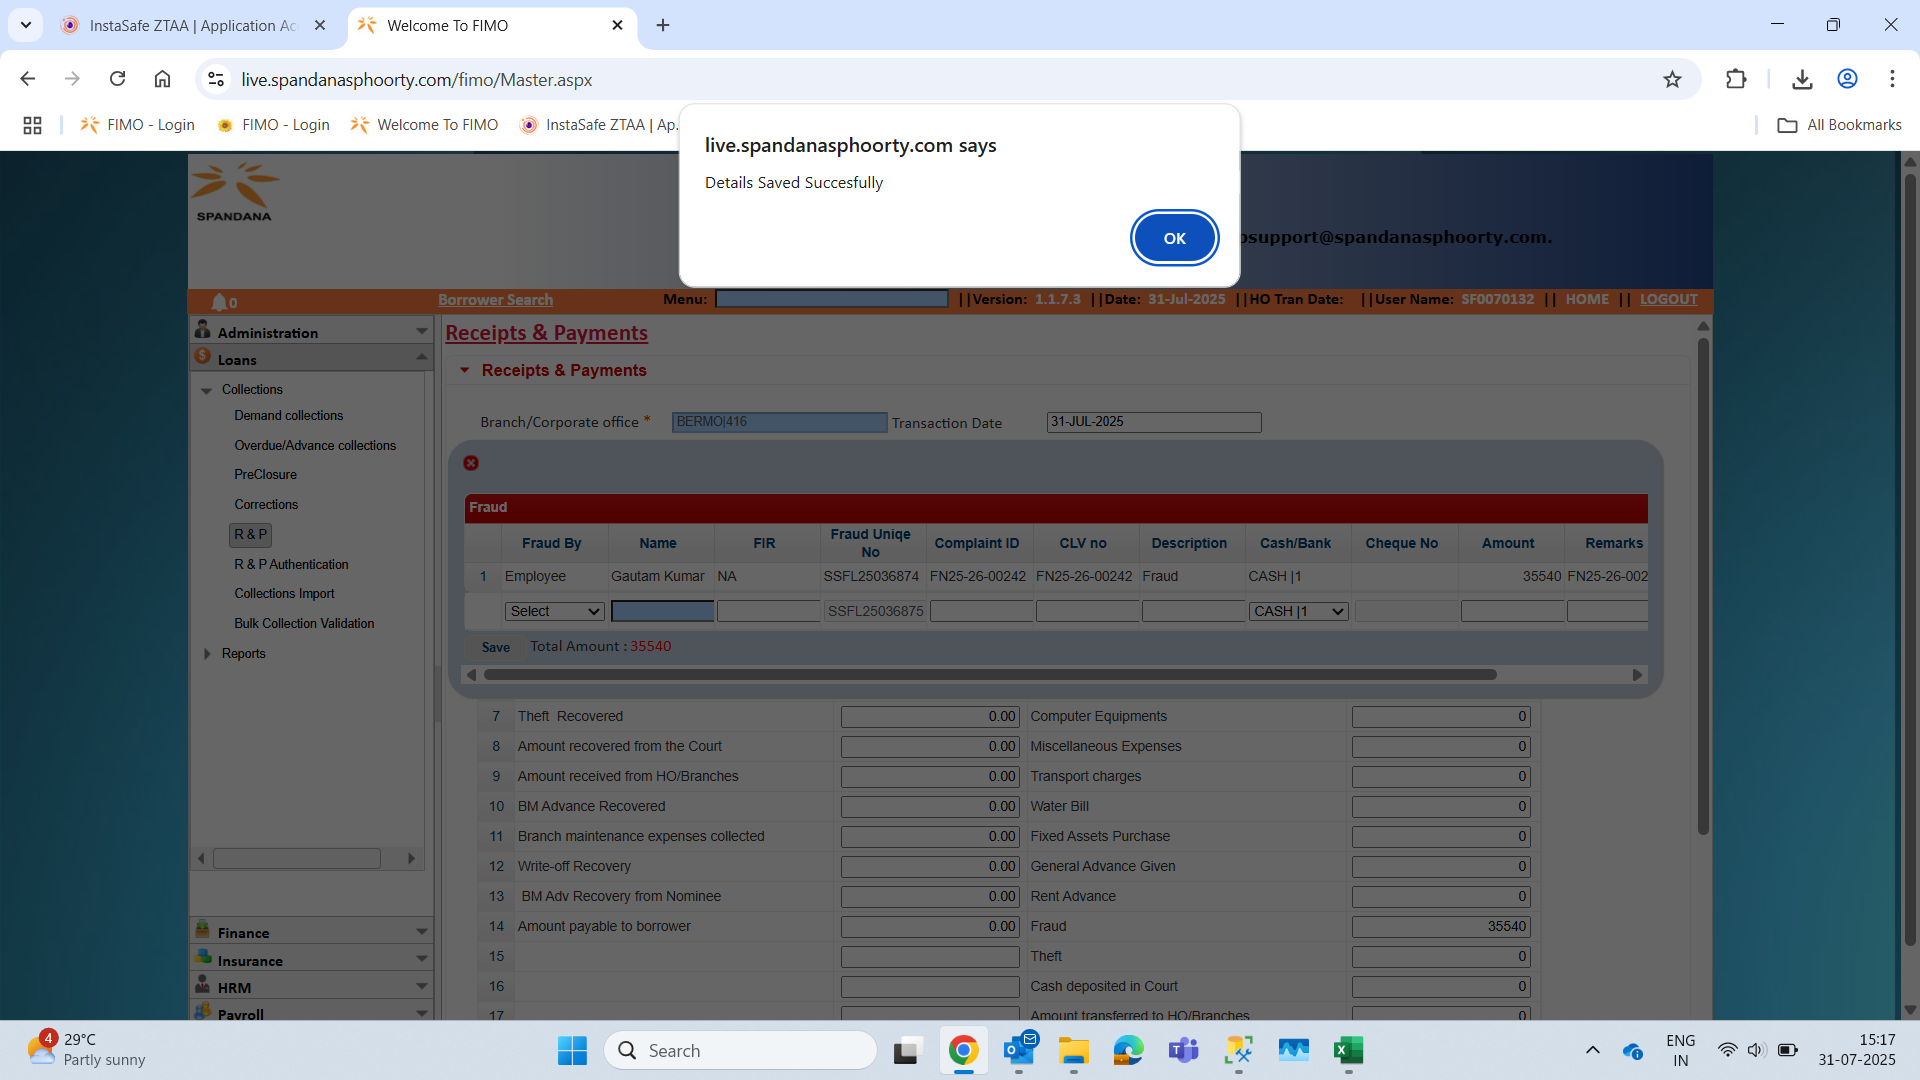 InstaSafe ZTAA | Application Ac
Welcome To FIMO
live.spandanasphoorty.com/fimo/Master.aspx
FIMO - Login
FIMO - Login
Welcome To FIMO
InstaSafe ZTAA | Ap.
All Bookmarks
live.spandanasphoorty.com says
Details Saved Succesfully
OK
SPANDANA
psupport@spandanasphoorty.com.
0
Borrower Search
Menu: ||Version: 1.1.7.3 ||Date: 31-Jul-2025 ||HO Tran Date: ||User Name: SF0070132 || HOME || LOGOUT
Administration
Loans
Collections
Demand collections
Overdue/Advance collections
PreClosure
Corrections
R & P
R & P Authentication
Collections Import
Bulk Collection Validation
Reports
Finance
Insurance
HRM
Payroll
Receipts & Payments
Receipts & Payments
Branch/Corporate office * BERMO|416 Transaction Date 31-JUL-2025
Fraud
Fraud By Name FIR Fraud Uniqe No Complaint ID CLV no Description Cash/Bank Cheque No Amount Remarks
1 Employee Gautam Kumar NA SSFL25036874 FN25-26-00242 FN25-26-00242 Fraud CASH |1 35540 FN25-26-002
Select SSFL25036875 CASH |1
Save Total Amount : 35540
7 Theft Recovered 0.00 Computer Equipments 0
8 Amount recovered from the Court 0.00 Miscellaneous Expenses 0
9 Amount received from HO/Branches 0.00 Transport charges 0
10 BM Advance Recovered 0.00 Water Bill 0
11 Branch maintenance expenses collected 0.00 Fixed Assets Purchase 0
12 Write-off Recovery 0.00 General Advance Given 0
13 BM Adv Recovery from Nominee 0.00 Rent Advance 0
14 Amount payable to borrower 0.00 Fraud 35540
15 Theft 0
16 Cash deposited in Court 0
17 Amount transferred to HO/Branches 0
4
29°C
Partly sunny
Search
ENG
IN
15:17
31-07-2025